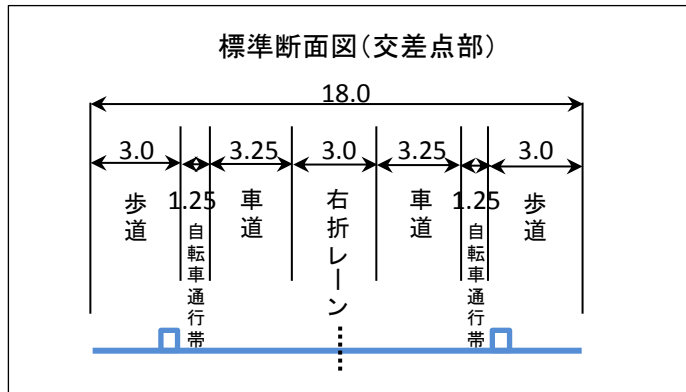 標準断面図(交差点部)
18.0
3.0
3.25
3.0
3.25
3.0
歩道
1.25
車道
右折レーン
車道
1.25
歩道
自転車通行帯
自転車通行帯